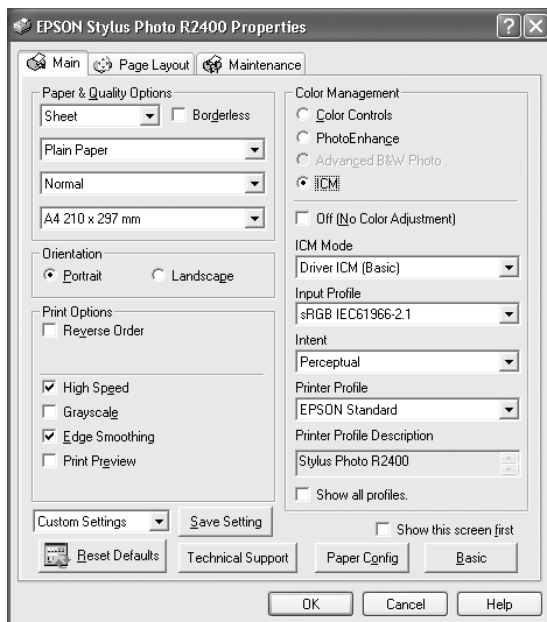 EPSON Stylus Photo R2400 Properties
Main
Page Layout
Maintenance
Paper & Quality Options
Sheet
Borderless
Plain Paper
Normal
A4 210 x 297 mm
Orientation
Portrait
Landscape
Print Options
Reverse Order
High Speed
Grayscale
Edge Smoothing
Print Preview
Color Management
Color Controls
PhotoEnhance
Advanced B&W Photo
ICM
Off (No Color Adjustment)
ICM Mode
Driver ICM (Basic)
Input Profile
sRGB IEC61966-2.1
Intent
Perceptual
Printer Profile
EPSON Standard
Printer Profile Description
Stylus Photo R2400
Show all profiles.
Custom Settings
Save Setting
Show this screen first
Reset Defaults
Technical Support
Paper Config
Basic
OK
Cancel
Help